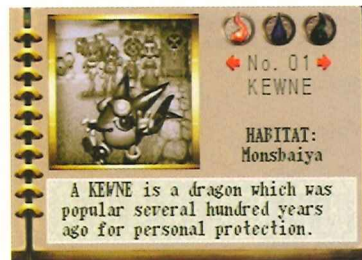 No. 01
KEWNE
HABITAT:
Monsbaiya
A KEWNE is a dragon which was
popular several hundred years
ago for personal protection.